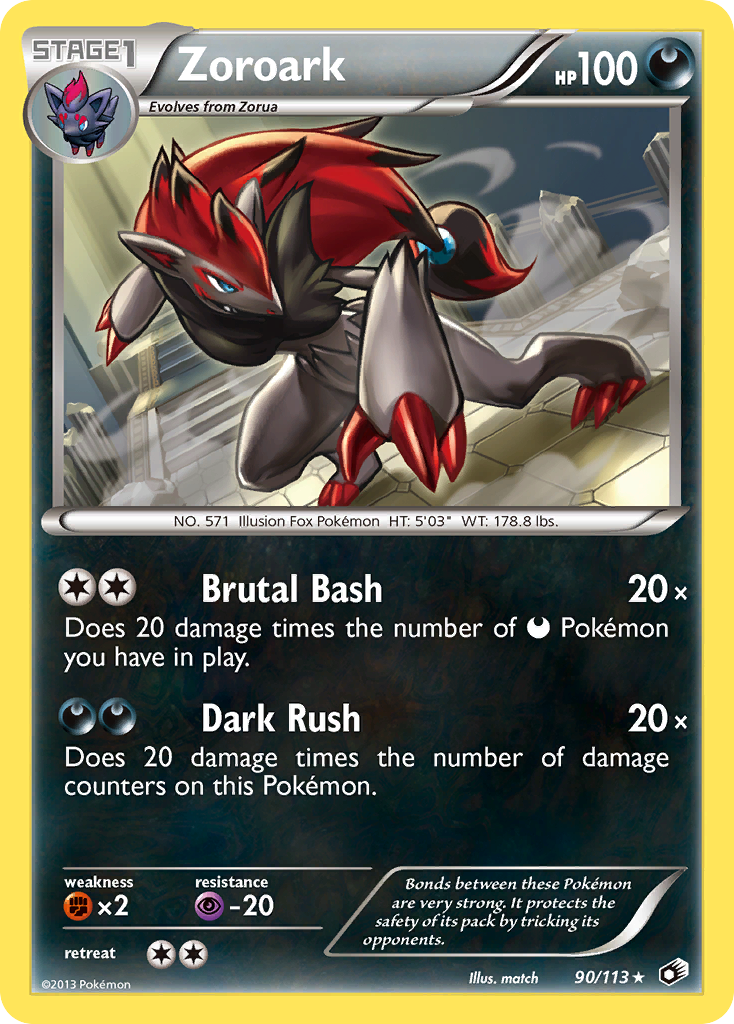 STAGE1
Zoroark
HP100
Evolves from Zorua
NO. 571 Illusion Fox Pokémon HT: 5'03" WT: 178.8 lbs.
Brutal Bash 20×
Does 20 damage times the number of Pokémon
you have in play.
Dark Rush 20×
Does 20 damage times the number of damage
counters on this Pokémon.
weakness resistance
×2 -20
retreat
Bonds between these Pokémon
are very strong. It protects the
safety of its pack by tricking its
opponents.
©2013 Pokémon
Illus. match 90/113 ★